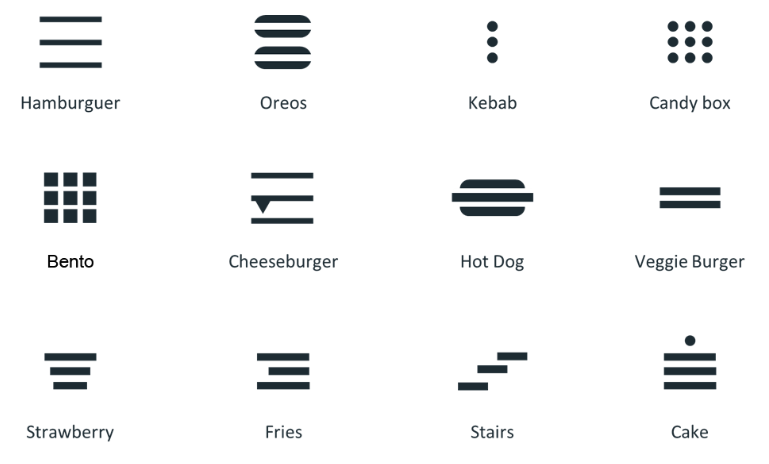 Hamburguer
Oreos
Kebab
Candy box
Bento
Cheeseburger
Hot Dog
Veggie Burger
Strawberry
Fries
Stairs
Cake